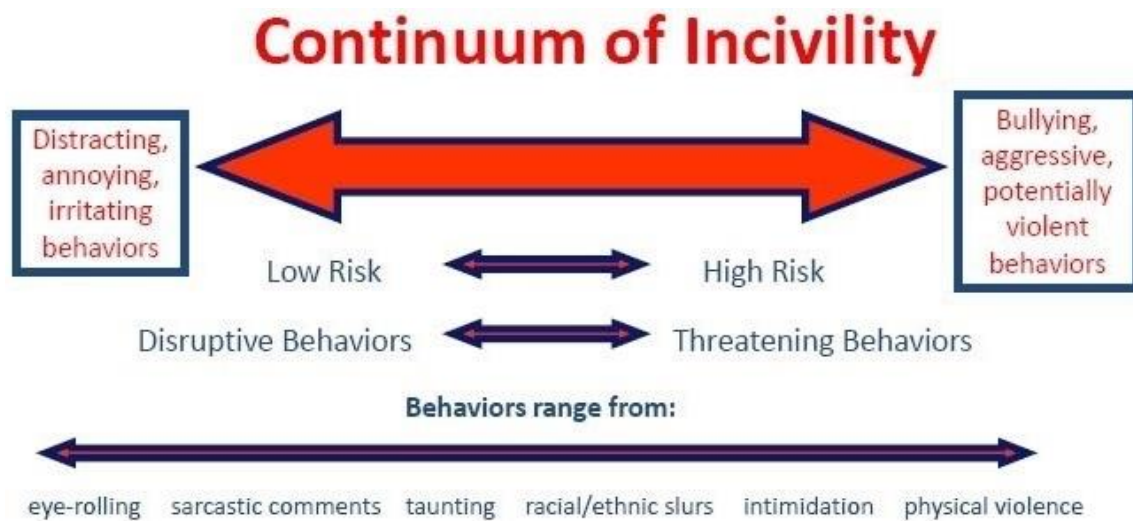 Continuum of Incivility
Distracting,
annoying,
irritating
behaviors
Bullying,
aggressive,
potentially
violent
behaviors
Low Risk High Risk
Disruptive Behaviors Threatening Behaviors
Behaviors range from:
eye-rolling sarcastic comments taunting racial/ethnic slurs intimidation physical violence